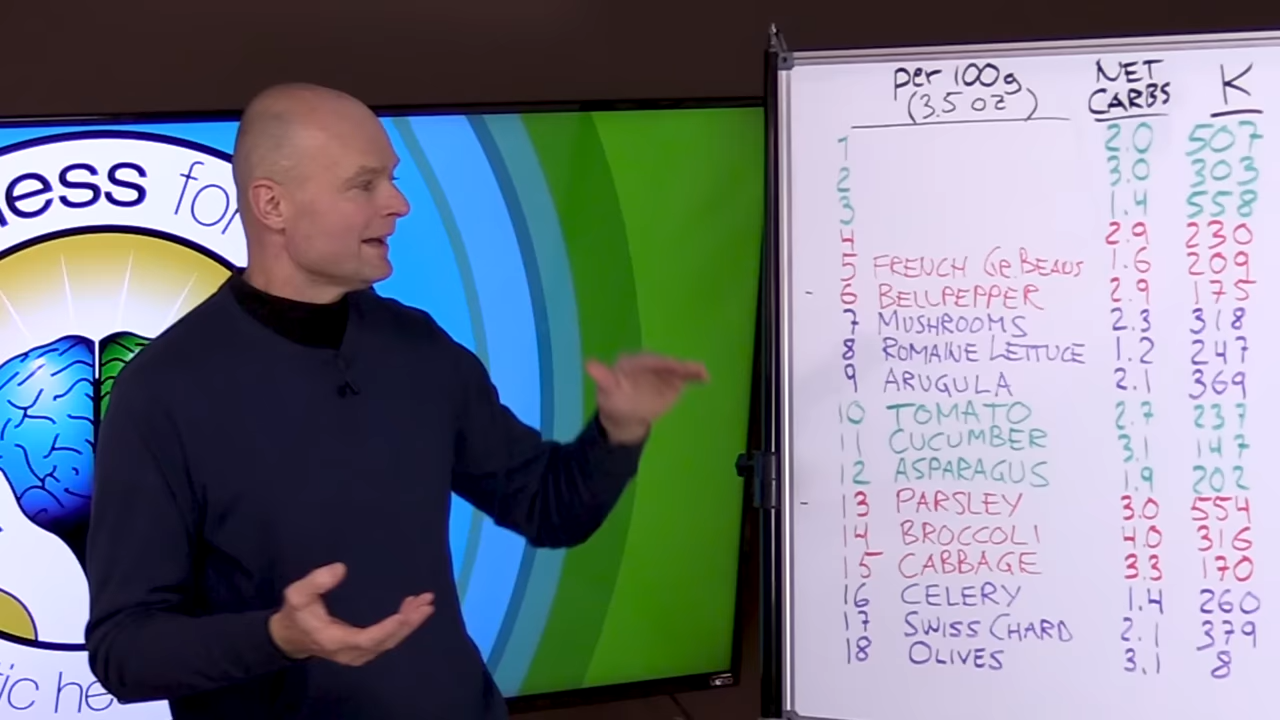 ness for
ic he
per 100g NET CARBS K
(3.5 oz)
1 2.0 507
2 3.0 303
3 1.4 558
4 2.9 230
5 FRENCH Gr. BEANS 1.6 209
6 BELLPEPPER 2.9 175
7 MUSHROOMS 2.3 318
8 ROMAINE LETTUCE 1.2 247
9 ARUGULA 2.1 369
10 TOMATO 2.7 237
11 CUCUMBER 3.1 147
12 ASPARAGUS 1.9 202
13 PARSLEY 3.0 554
14 BROCCOLI 4.0 316
15 CABBAGE 3.3 170
16 CELERY 1.4 260
17 SWISS CHARD 2.1 379
18 OLIVES 3.1 8
VIZIO